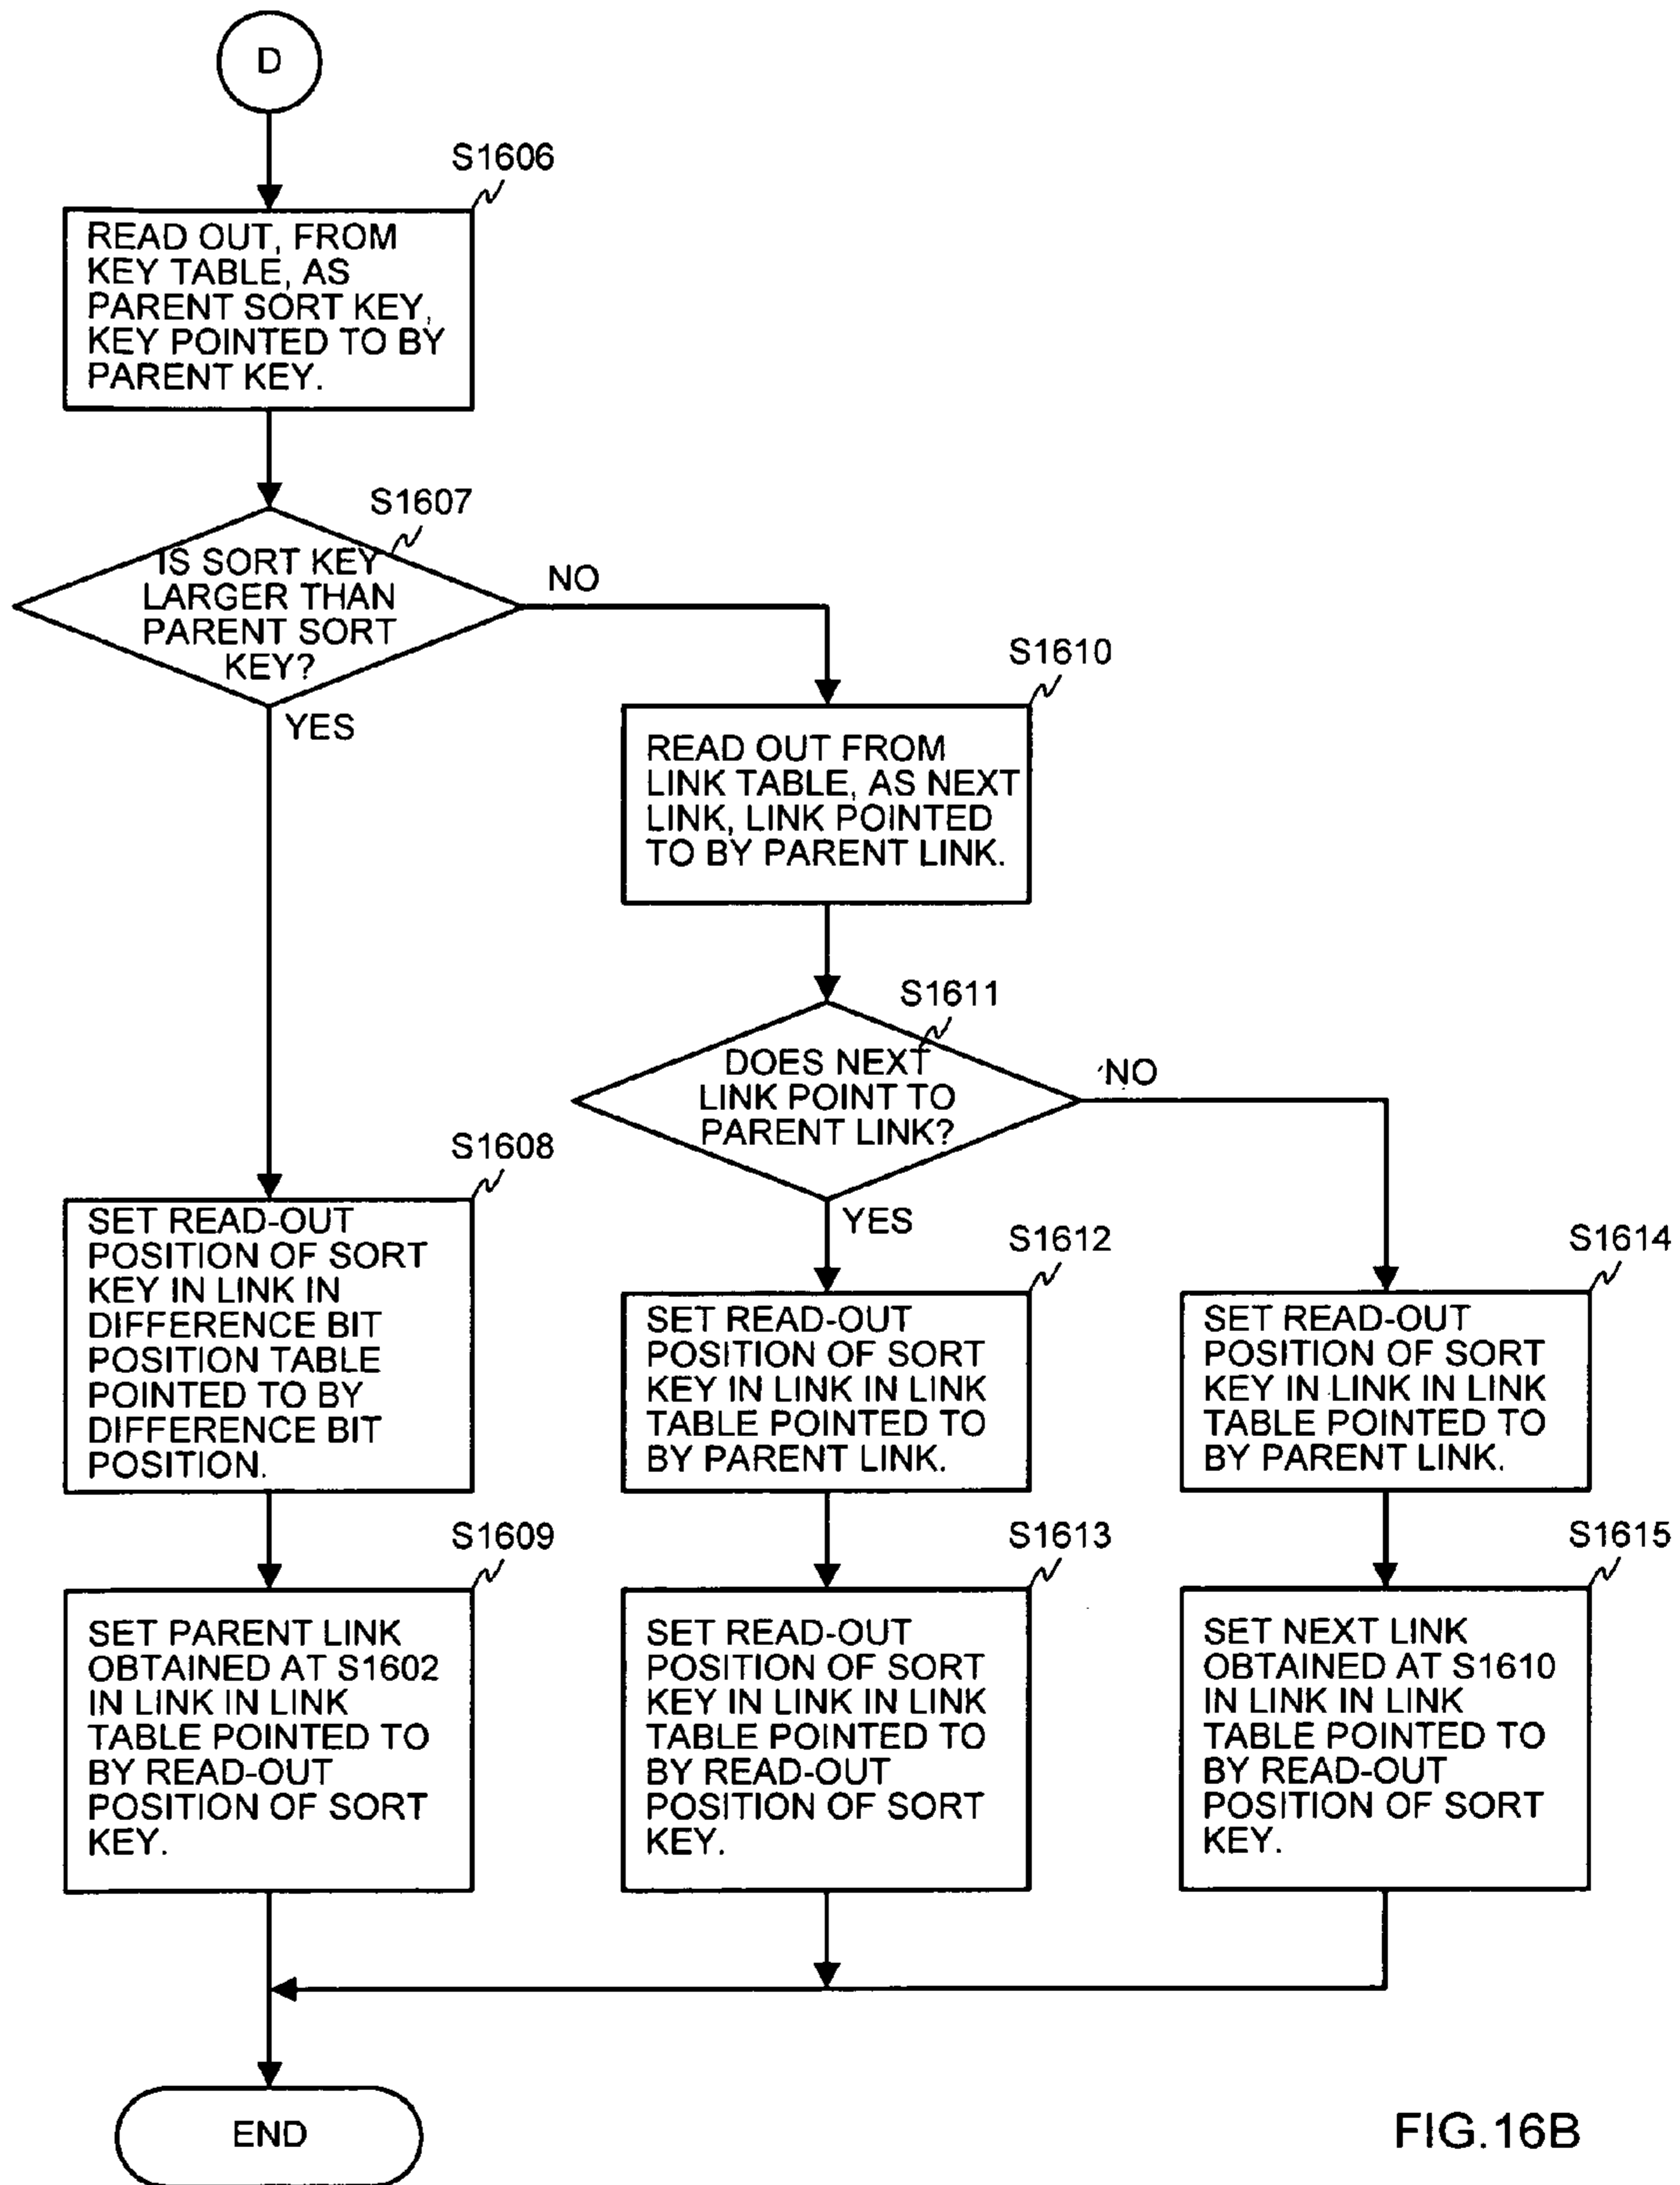 D
S1606
READ OUT, FROM
KEY TABLE, AS
PARENT SORT KEY,
KEY POINTED TO BY
PARENT KEY.
S1607
IS SORT KEY
LARGER THAN
PARENT SORT
KEY?
NO
YES
S1610
READ OUT FROM
LINK TABLE, AS NEXT
LINK, LINK POINTED
TO BY PARENT LINK.
S1611
DOES NEXT
LINK POINT TO
PARENT LINK?
NO
YES
S1608
SET READ-OUT
POSITION OF SORT
KEY IN LINK IN
DIFFERENCE BIT
POSITION TABLE
POINTED TO BY
DIFFERENCE BIT
POSITION.
S1612
SET READ-OUT
POSITION OF SORT
KEY IN LINK IN LINK
TABLE POINTED TO
BY PARENT LINK.
S1614
SET READ-OUT
POSITION OF SORT
KEY IN LINK IN LINK
TABLE POINTED TO
BY PARENT LINK.
S1609
SET PARENT LINK
OBTAINED AT S1602
IN LINK IN LINK
TABLE POINTED TO
BY READ-OUT
POSITION OF SORT
KEY.
S1613
SET READ-OUT
POSITION OF SORT
KEY IN LINK IN LINK
TABLE POINTED TO
BY READ-OUT
POSITION OF SORT
KEY.
S1615
SET NEXT LINK
OBTAINED AT S1610
IN LINK IN LINK
TABLE POINTED TO
BY READ-OUT
POSITION OF SORT
KEY.
END
FIG.16B